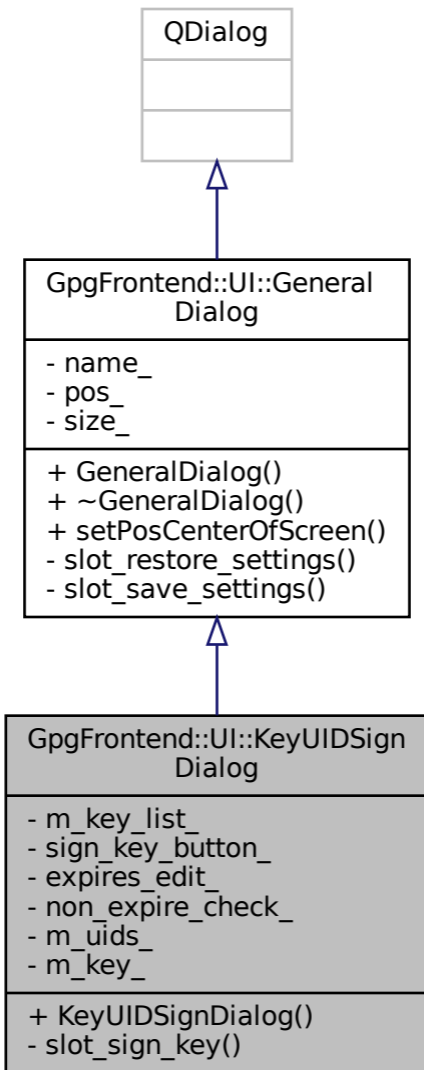 QDialog
GpgFrontend::UI::General
Dialog
- name_
- pos_
- size_
+ GeneralDialog()
+ ~GeneralDialog()
+ setPosCenterOfScreen()
- slot_restore_settings()
- slot_save_settings()
GpgFrontend::UI::KeyUIDSign
Dialog
- m_key_list_
- sign_key_button_
- expires_edit_
- non_expire_check_
- m_uids_
- m_key_
+ KeyUIDSignDialog()
- slot_sign_key()